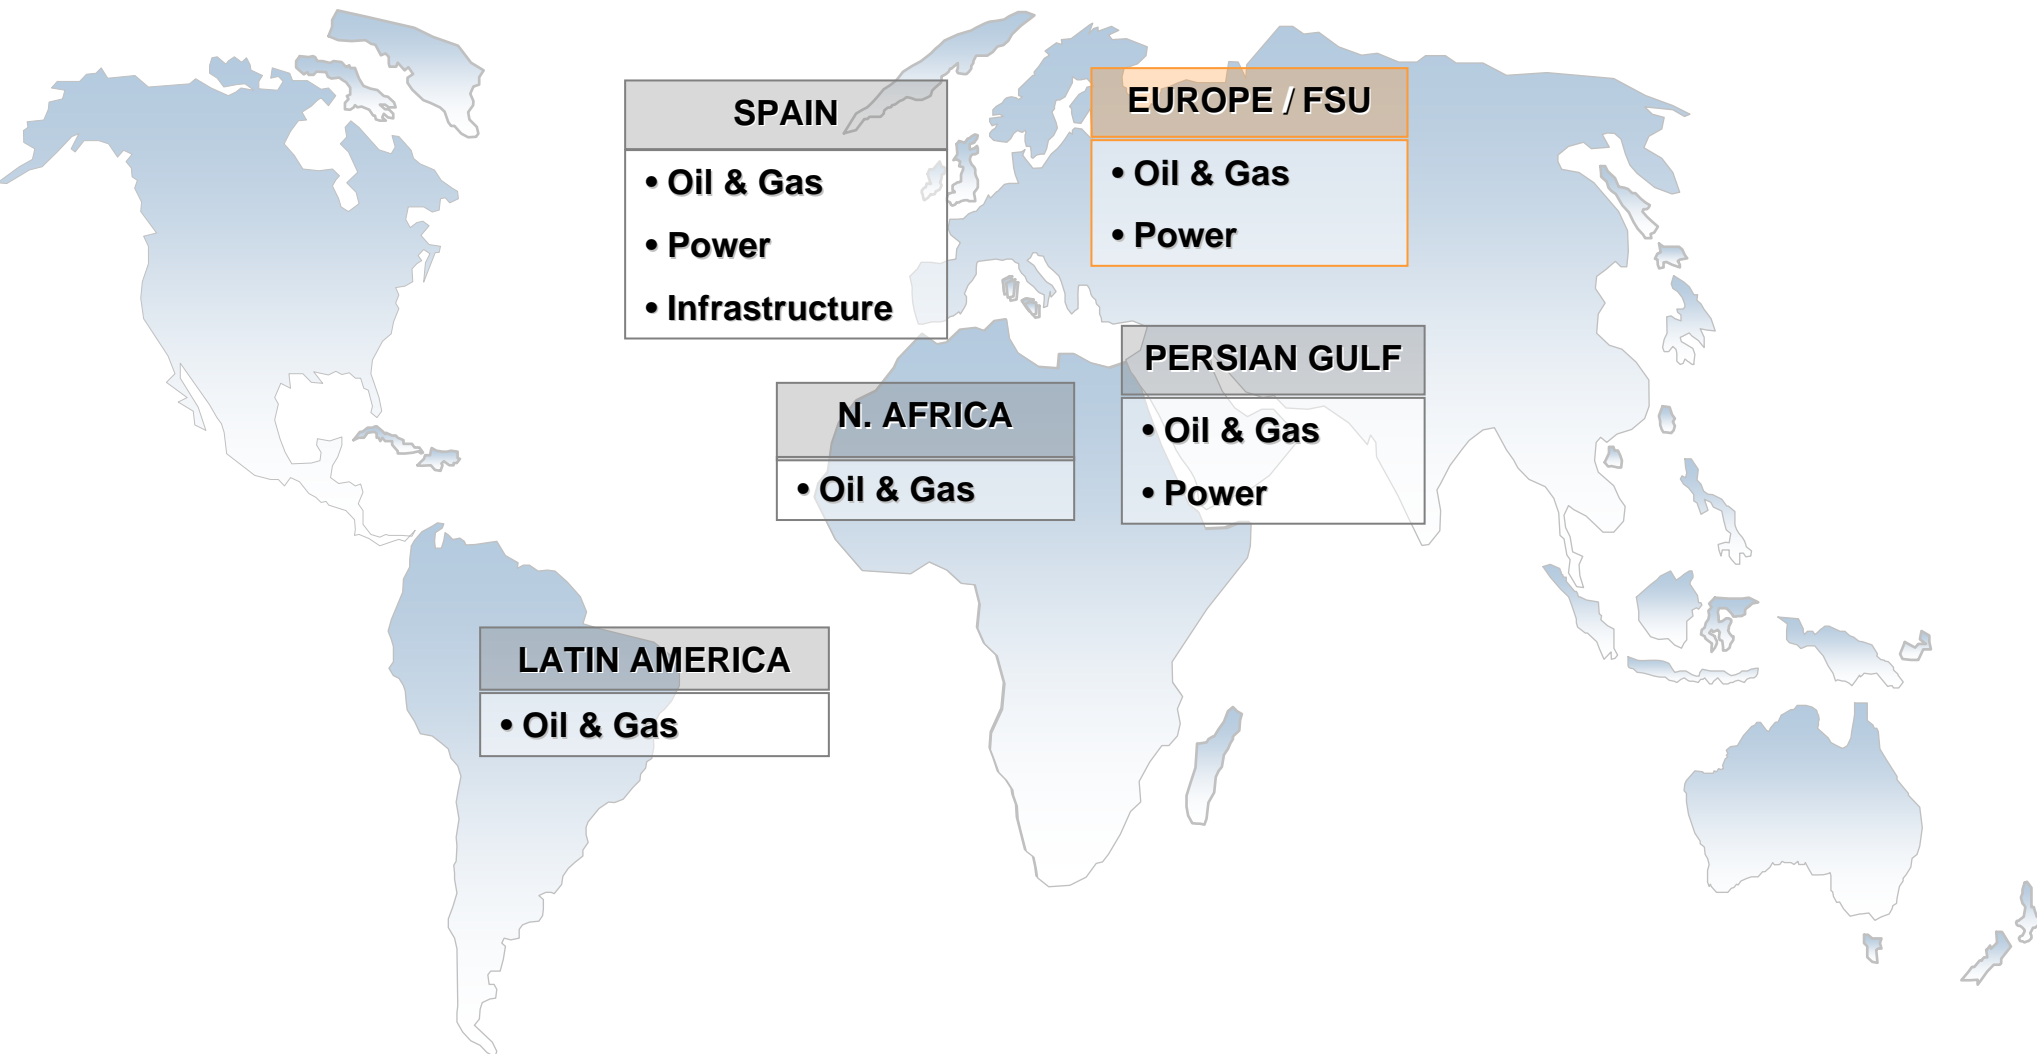 SPAIN
• Oil & Gas
• Power
• Infrastructure
EUROPE / FSU
• Oil & Gas
• Power
N. AFRICA
• Oil & Gas
PERSIAN GULF
• Oil & Gas
• Power
LATIN AMERICA
• Oil & Gas